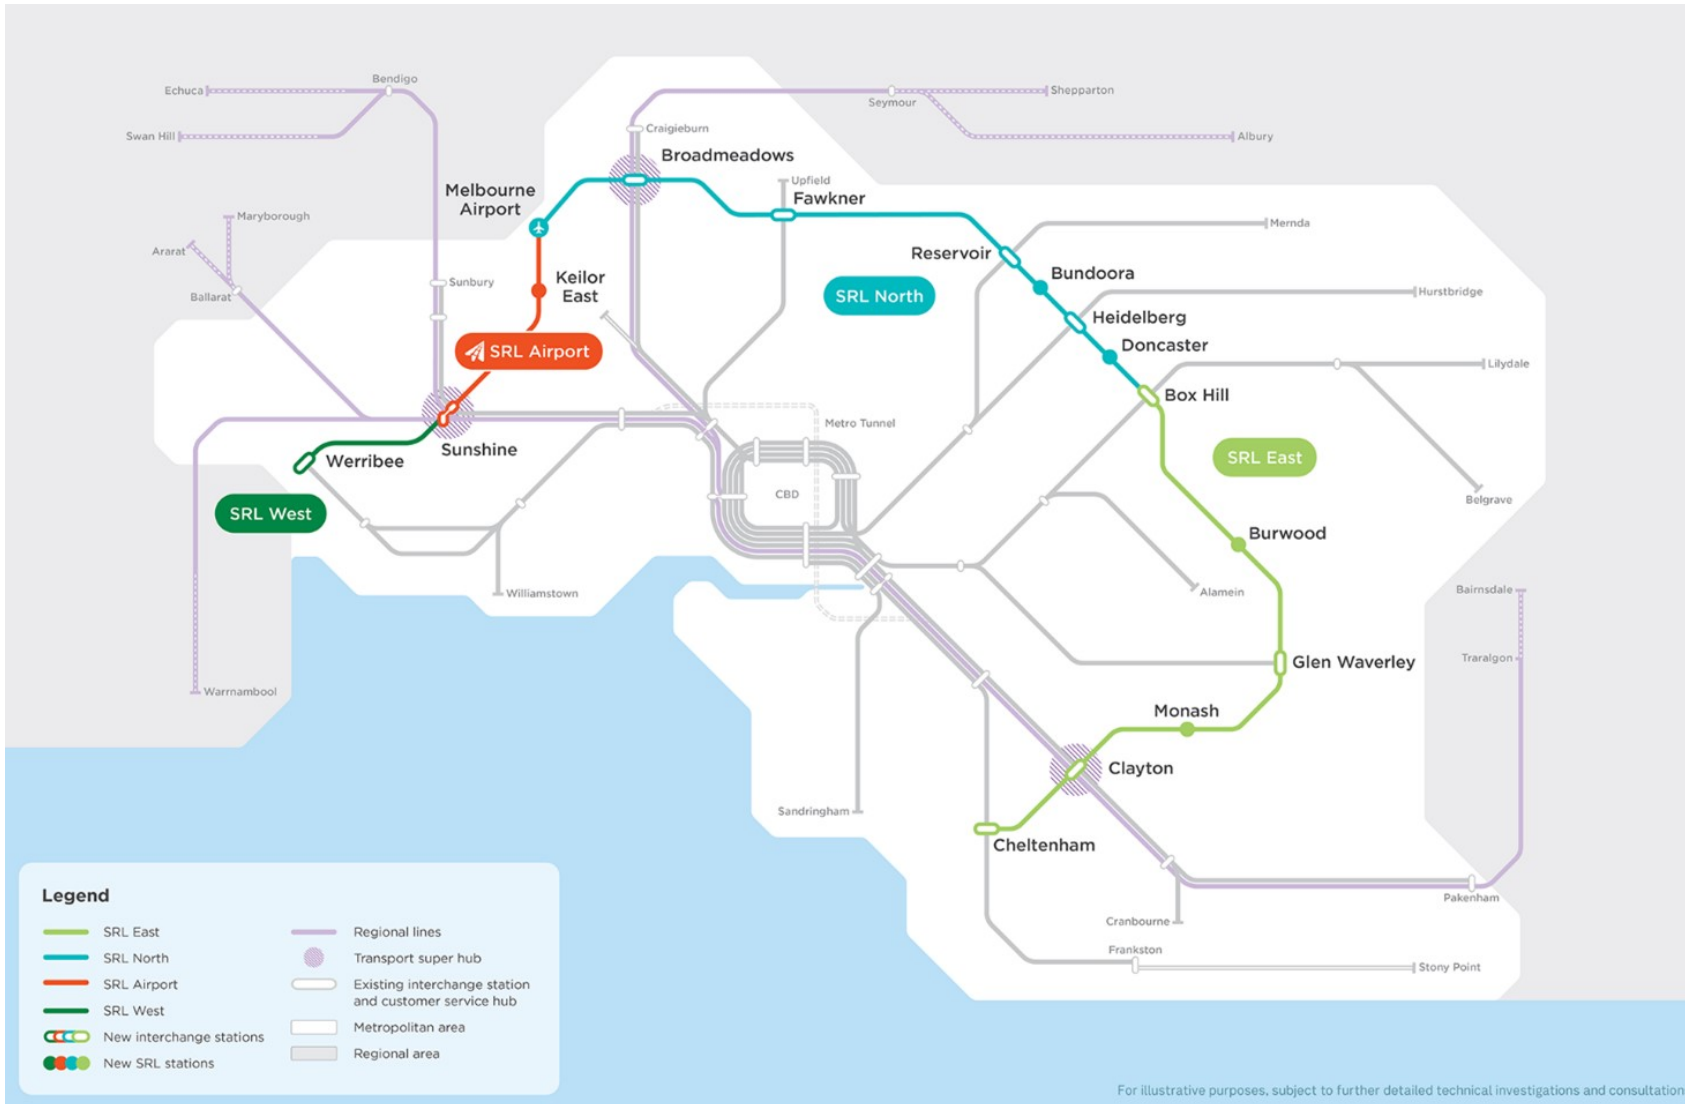 Echuca
Bendigo
Swan Hill
Seymour
Shepparton
Albury
Craigieburn
Broadmeadows
Melbourne
Airport
Upfield
Fawkner
Maryborough
Ararat
Ballarat
Sunbury
Keilor
East
Reservoir
Mernda
Bundoora
SRL North
Heidelberg
Hurstbridge
Doncaster
SRL Airport
Lilydale
Box Hill
Metro Tunnel
Sunshine
Werribee
SRL East
CBD
Belgrave
SRL West
Burwood
Williamstown
Alamein
Bairnsdale
Traralgon
Glen Waverley
Warrnambool
Monash
Clayton
Sandringham
Cheltenham
Pakenham
Cranbourne
Frankston
Stony Point
Legend
SRL East
SRL North
SRL Airport
SRL West
New interchange stations
New SRL stations
Regional lines
Transport super hub
Existing interchange station
and customer service hub
Metropolitan area
Regional area
For illustrative purposes, subject to further detailed technical investigations and consultation